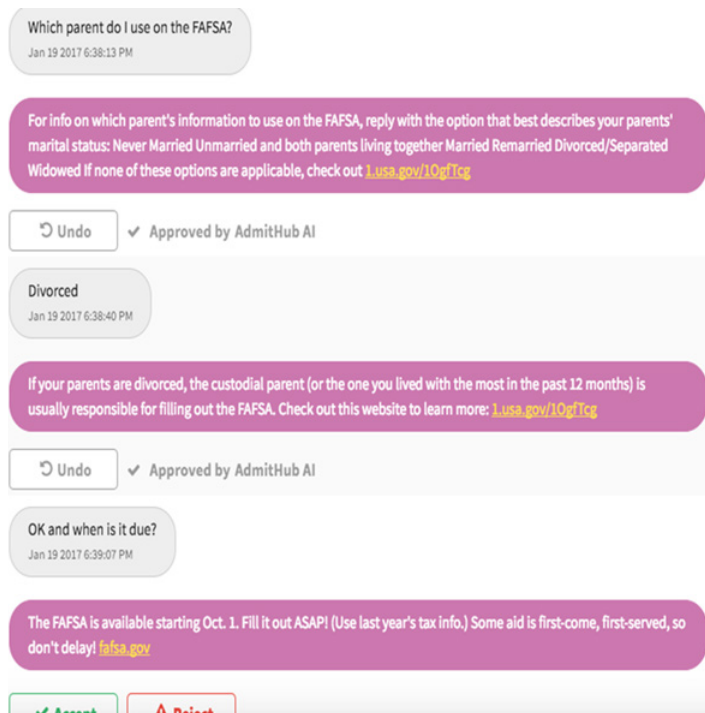 Which parent do I use on the FAFSA?
Jan 19 2017 6:38:13 PM
For info on which parent's information to use on the FAFSA, reply with the option that best describes your parents'
marital status: Never Married Unmarried and both parents living together Married Remarried Divorced/Separated
Widowed If none of these options are applicable, check out 1.usa.gov/1OgfTcg
Undo ✔ Approved by AdmitHub AI
Divorced
Jan 19 2017 6:38:40 PM
If your parents are divorced, the custodial parent (or the one you lived with the most in the past 12 months) is
usually responsible for filling out the FAFSA. Check out this website to learn more: 1.usa.gov/1OgfTcg
Undo ✔ Approved by AdmitHub AI
OK and when is it due?
Jan 19 2017 6:39:07 PM
The FAFSA is available starting Oct. 1. Fill it out ASAP! (Use last year's tax info.) Some aid is first-come, first-served, so
don't delay! fafsa.gov
✔ Accept Reject